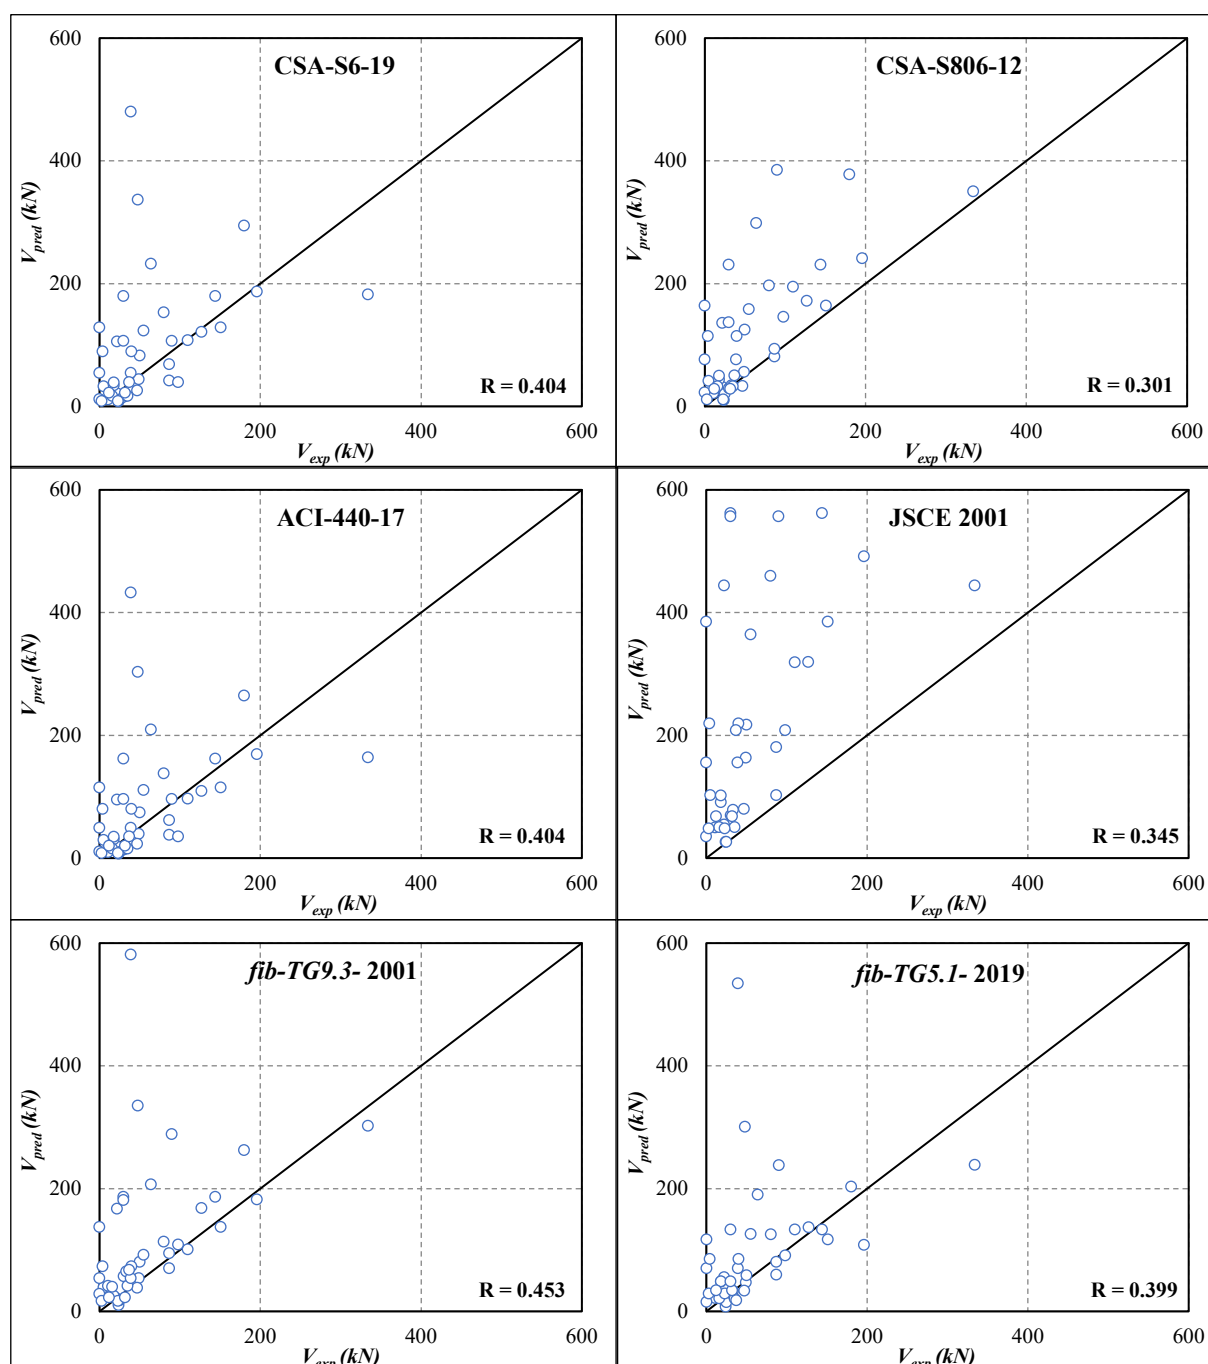 600
CSA-S6-19
400
V_pred (kN)
200
R = 0.404
0
0 200 400 600
V_exp (kN)
600
CSA-S806-12
400
V_pred (kN)
200
R = 0.301
0
0 200 400 600
V_exp (kN)
600
ACI-440-17
400
V_pred (kN)
200
R = 0.404
0
0 200 400 600
V_exp (kN)
600
JSCE 2001
400
V_pred (kN)
200
R = 0.345
0
0 200 400 600
V_exp (kN)
600
fib-TG9.3- 2001
400
V_pred (kN)
200
R = 0.453
0
0 200 400 600
V_exp (kN)
600
fib-TG5.1- 2019
400
V_pred (kN)
200
R = 0.399
0
0 200 400 600
V_exp (kN)